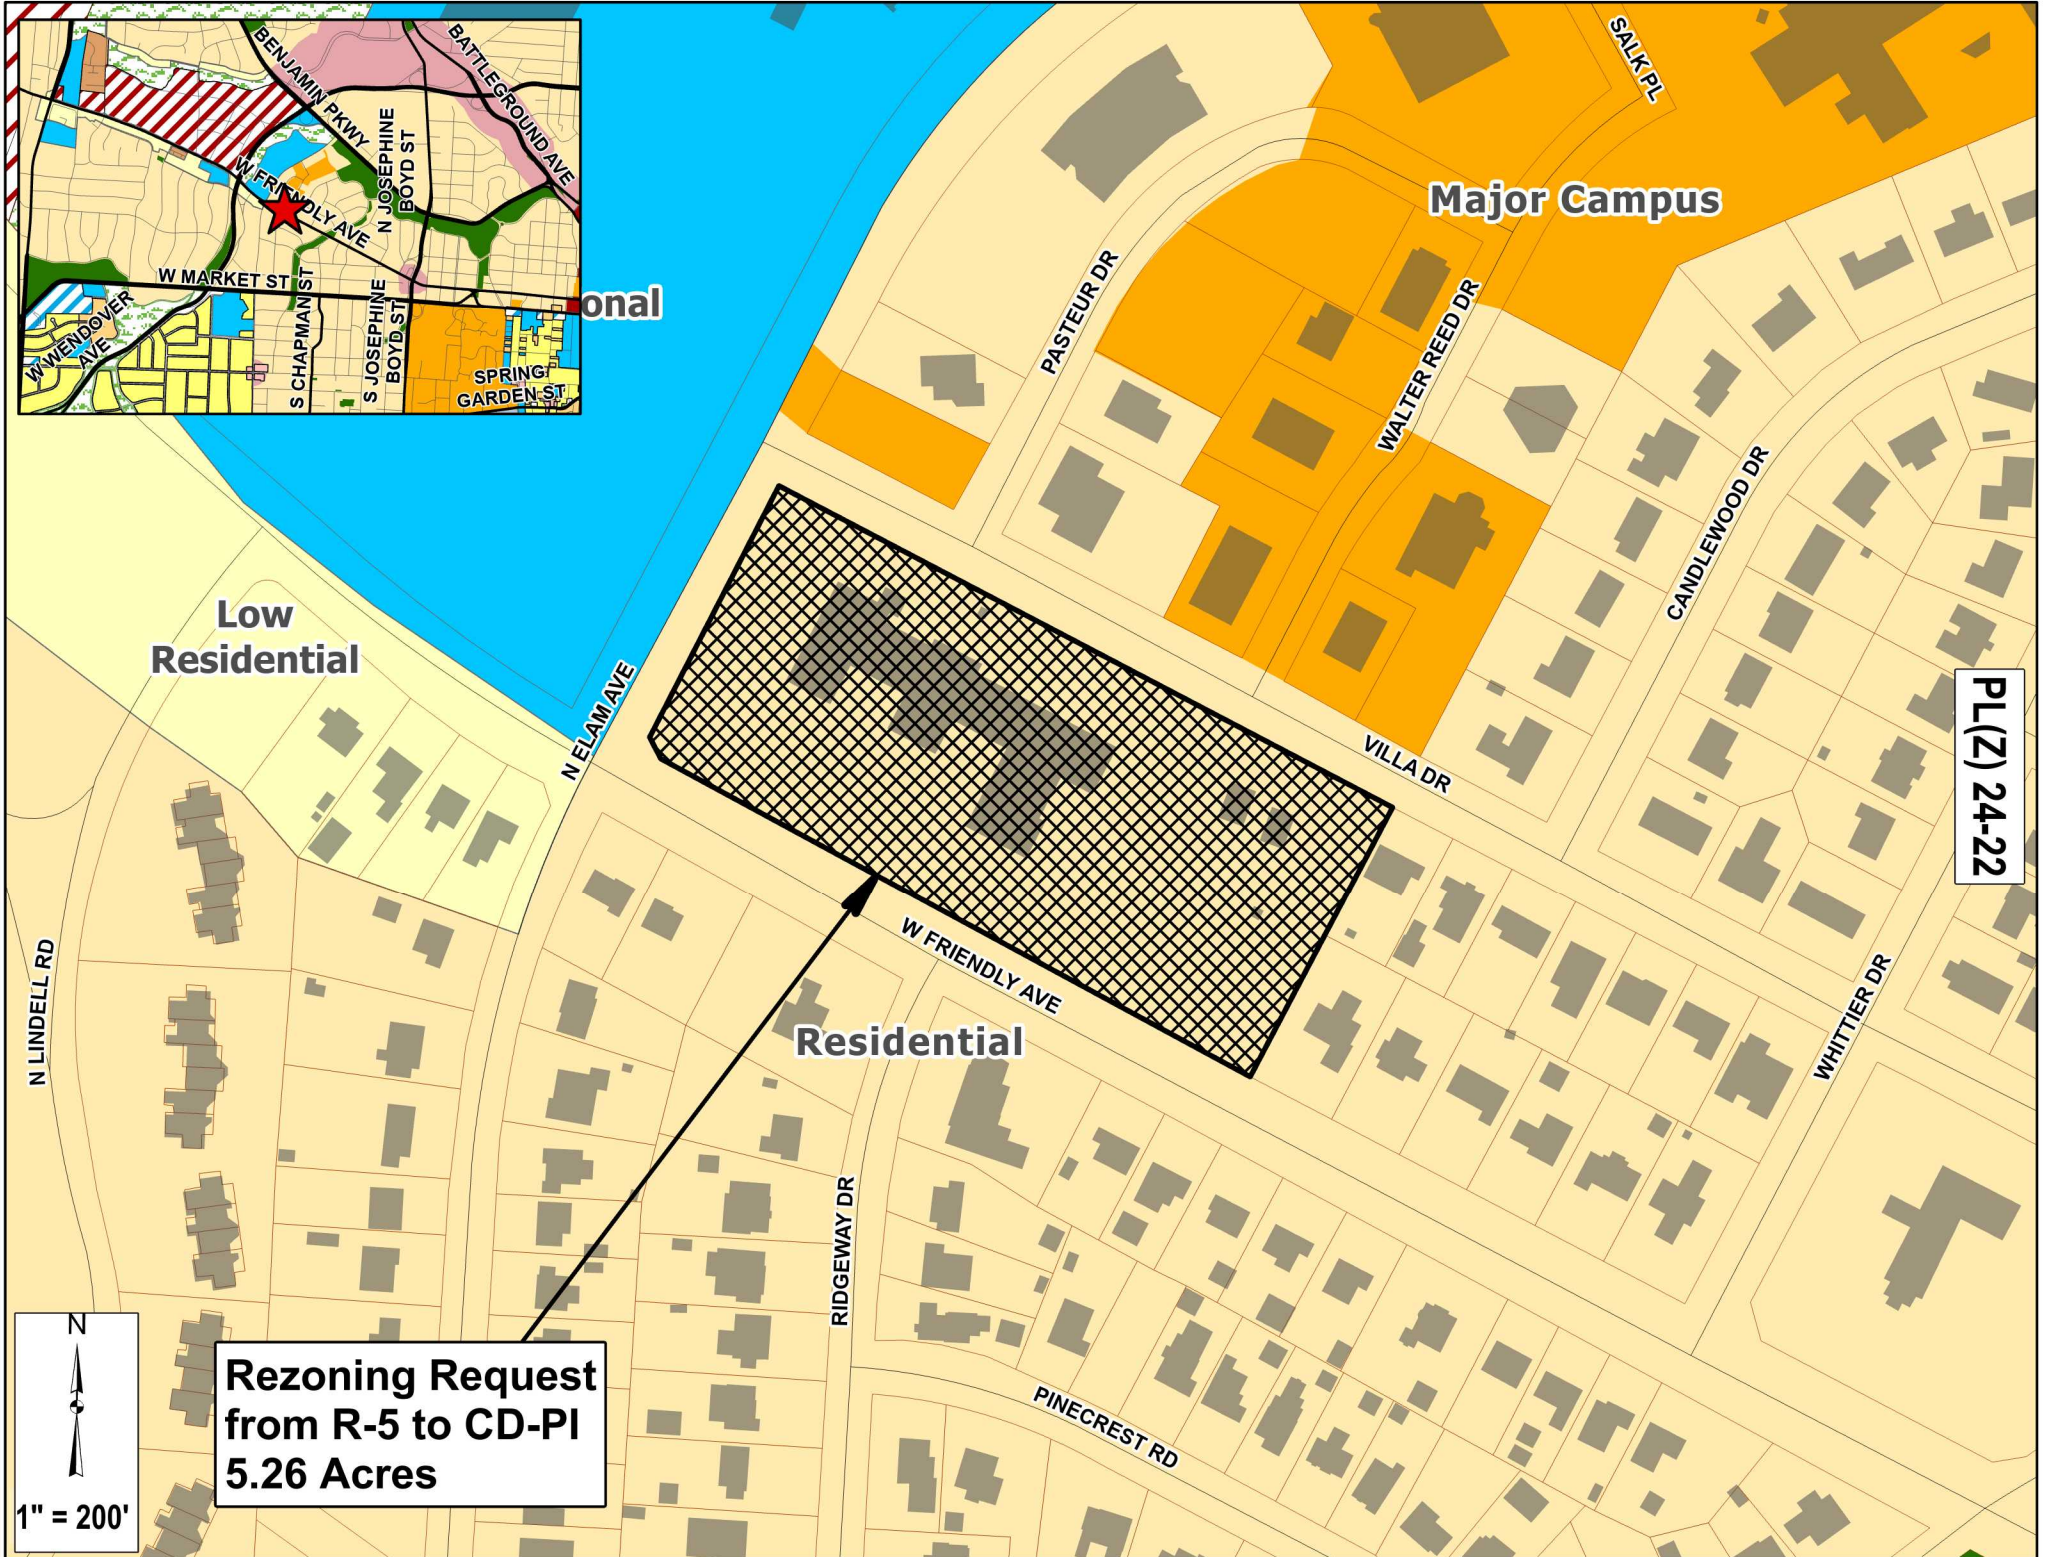 BENJAMIN PKWY
BATTLEGROUND AVE
N JOSEPHINE
BOYD ST
W FRIENDLY AVE
W MARKET ST
S CHAPMAN ST
S JOSEPHINE
BOYD ST
W WENDOVER
AVE
SPRING
GARDEN ST
onal
SALK PL
Major Campus
PASTEUR DR
WALTER REED DR
CANDLEWOOD DR
Low
Residential
N ELAM AVE
VILLA DR
PL(Z) 24-22
W FRIENDLY AVE
Residential
N LINDELL RD
WHITTIER DR
RIDGEWAY DR
PINECREST RD
Rezoning Request
from R-5 to CD-PI
5.26 Acres
N
1" = 200'